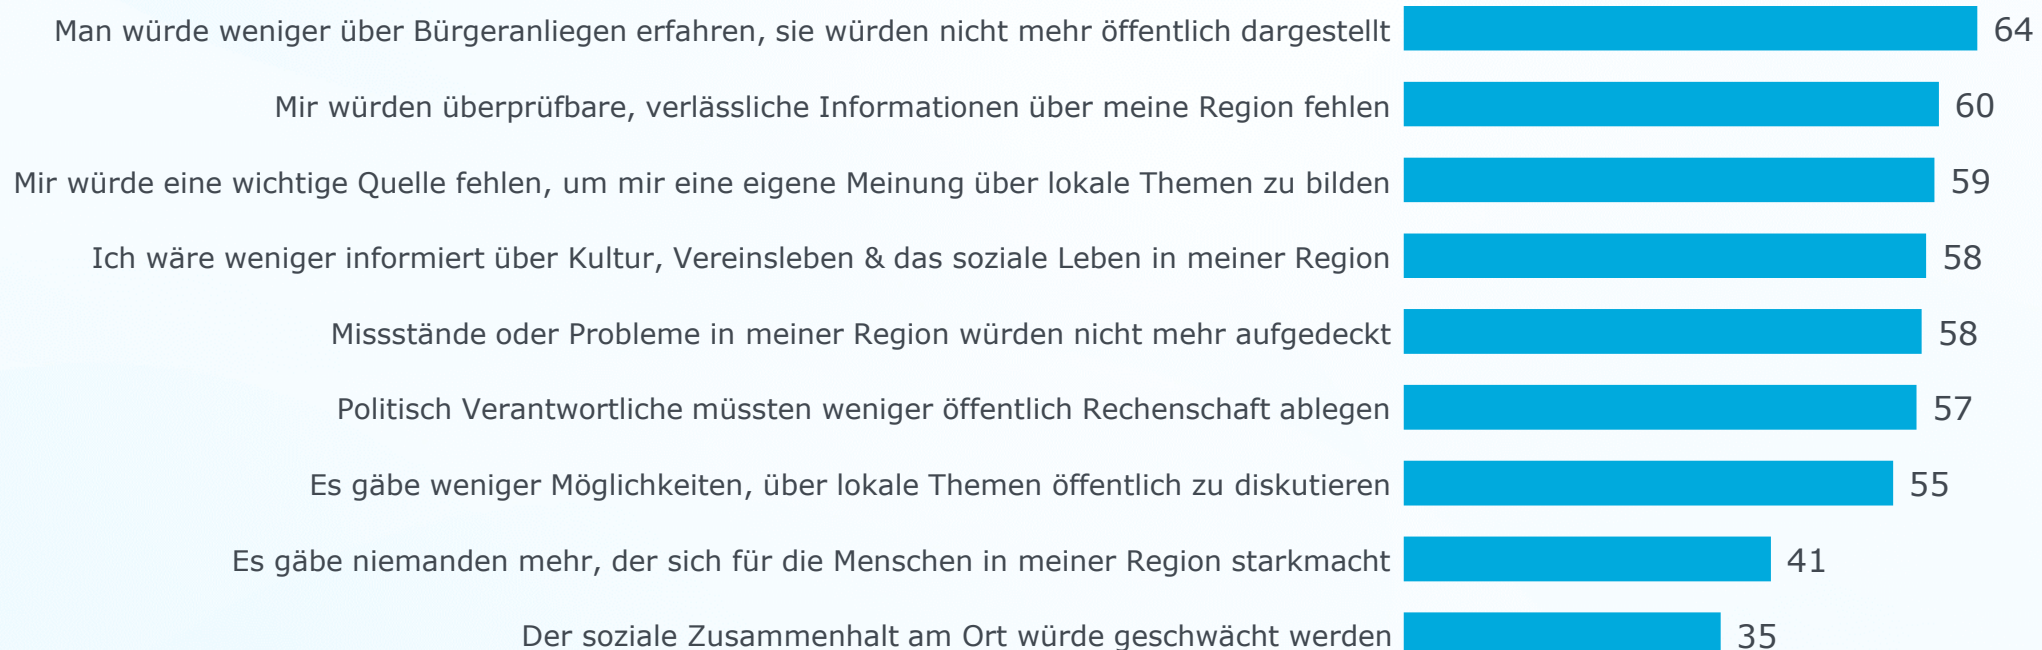 Man würde weniger über Bürgeranliegen erfahren, sie würden nicht mehr öffentlich dargestellt 64
Mir würden überprüfbare, verlässliche Informationen über meine Region fehlen 60
Mir würde eine wichtige Quelle fehlen, um mir eine eigene Meinung über lokale Themen zu bilden 59
Ich wäre weniger informiert über Kultur, Vereinsleben & das soziale Leben in meiner Region 58
Missstände oder Probleme in meiner Region würden nicht mehr aufgedeckt 58
Politisch Verantwortliche müssten weniger öffentlich Rechenschaft ablegen 57
Es gäbe weniger Möglichkeiten, über lokale Themen öffentlich zu diskutieren 55
Es gäbe niemanden mehr, der sich für die Menschen in meiner Region starkmacht 41
Der soziale Zusammenhalt am Ort würde geschwächt werden 35